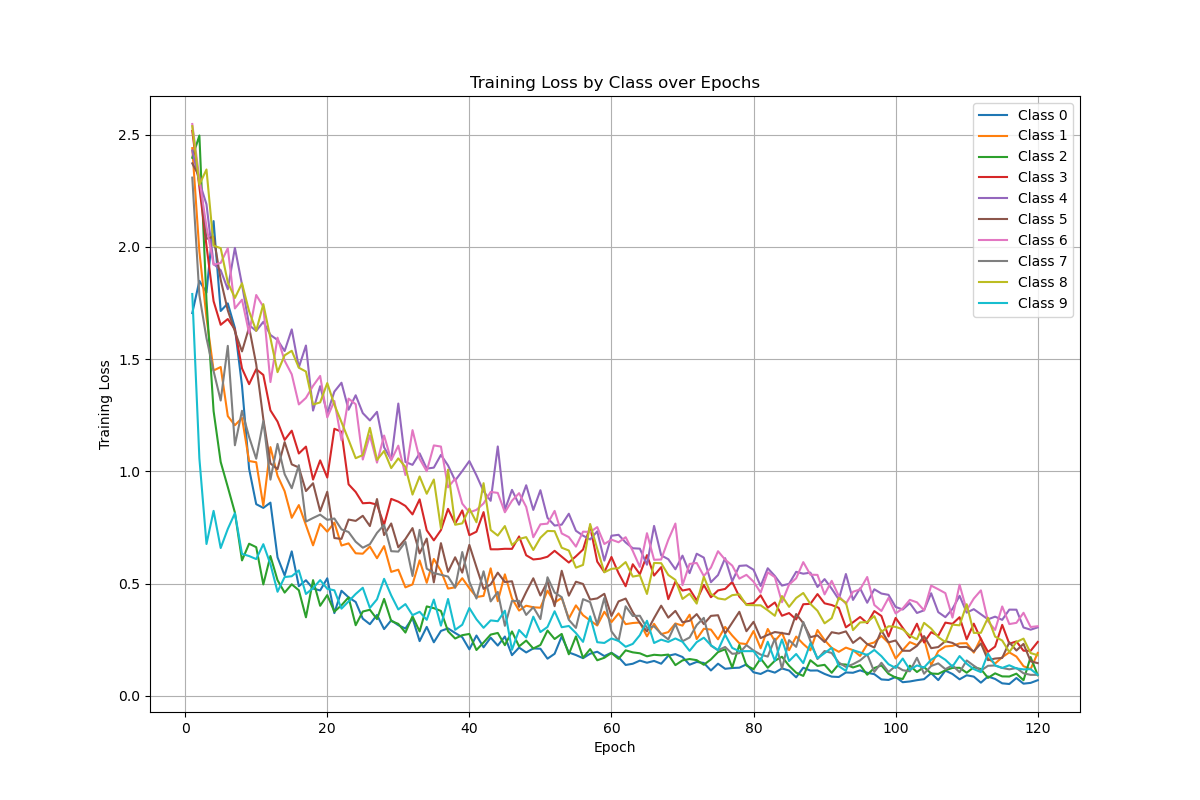 Training Loss by Class over Epochs
Training Loss
2.5
2.0
1.5
1.0
0.5
0.0
0 20 40 60 80 100 120
Epoch
Class 0
Class 1
Class 2
Class 3
Class 4
Class 5
Class 6
Class 7
Class 8
Class 9